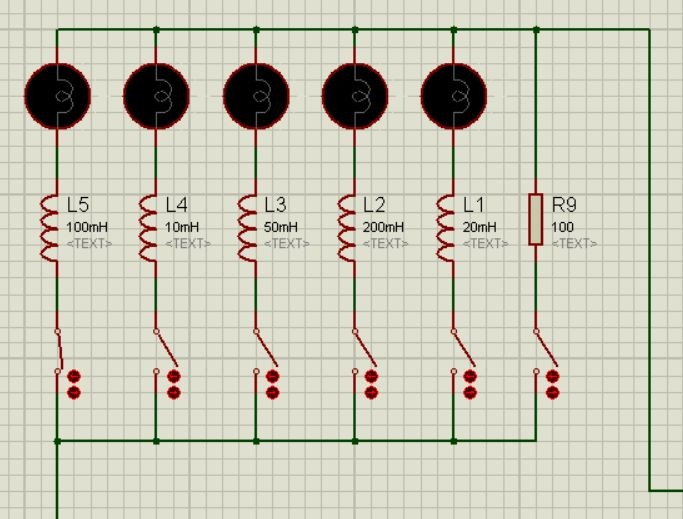 L5
100mH
<TEXT>
L4
10mH
<TEXT>
L3
50mH
<TEXT>
L2
200mH
<TEXT>
L1
20mH
<TEXT>
R9
100
<TEXT>